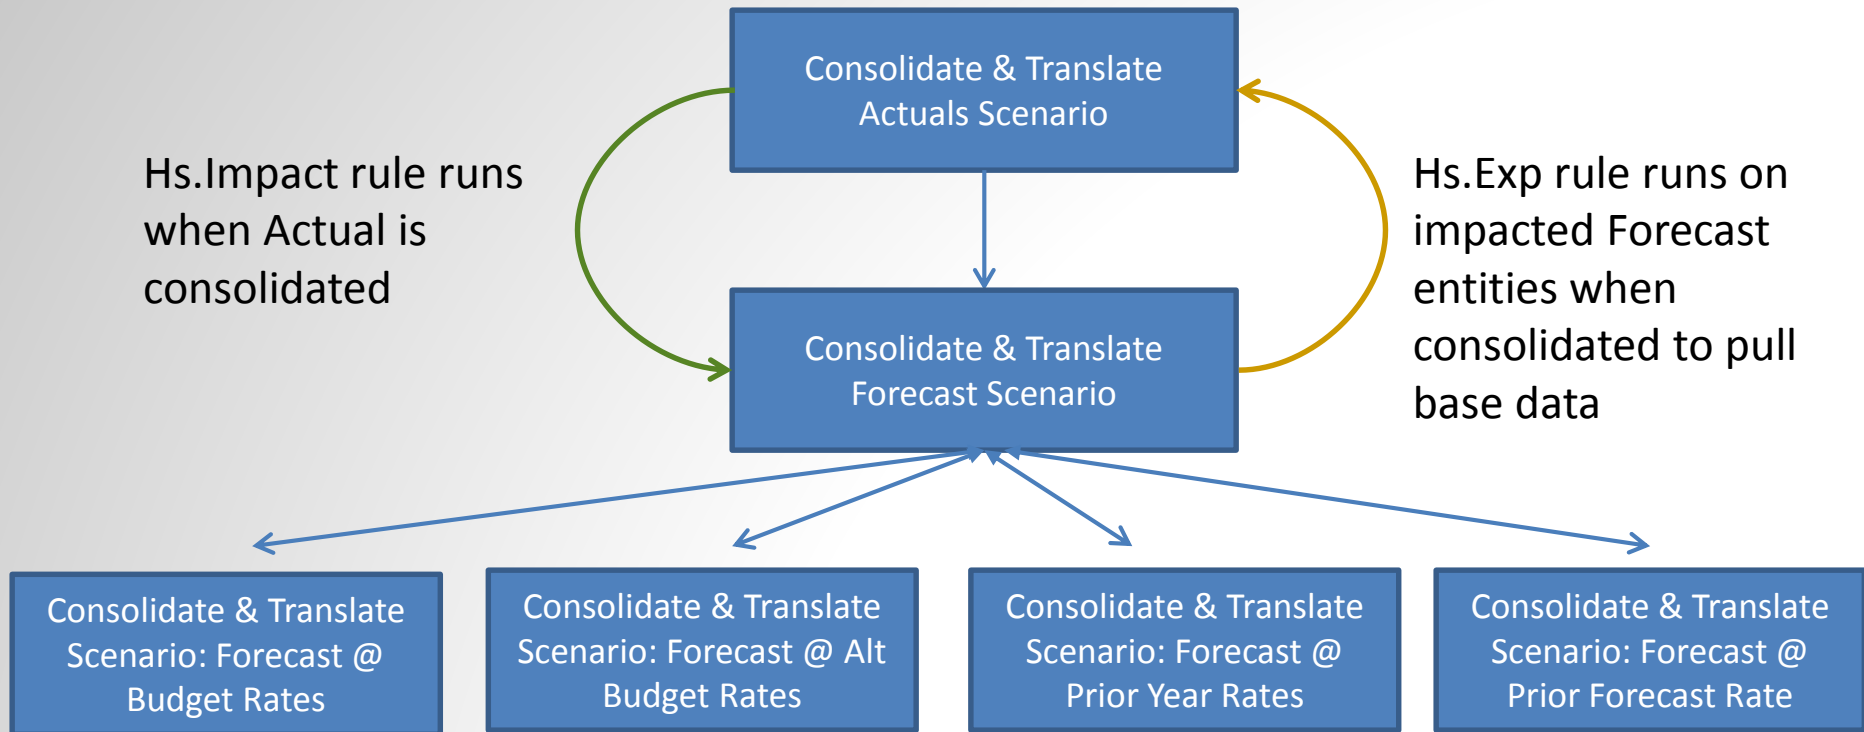 Consolidate & Translate
Actuals Scenario
Hs.Impact rule runs
when Actual is
consolidated
Hs.Exp rule runs on
impacted Forecast
entities when
consolidated to pull
base data
Consolidate & Translate
Forecast Scenario
Consolidate & Translate
Scenario: Forecast @
Budget Rates
Consolidate & Translate
Scenario: Forecast @ Alt
Budget Rates
Consolidate & Translate
Scenario: Forecast @
Prior Year Rates
Consolidate & Translate
Scenario: Forecast @
Prior Forecast Rate